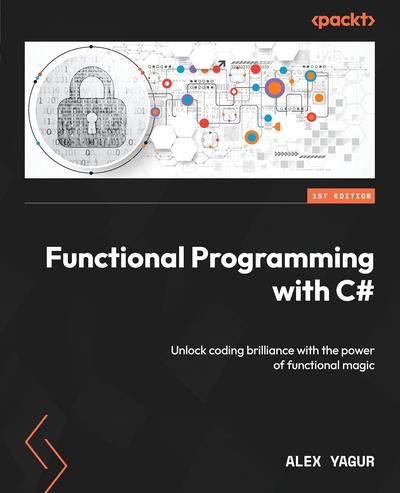 <packt>
1ST EDITION
Functional Programming
with C#
Unlock coding brilliance with the power
of functional magic
ALEX YAGUR